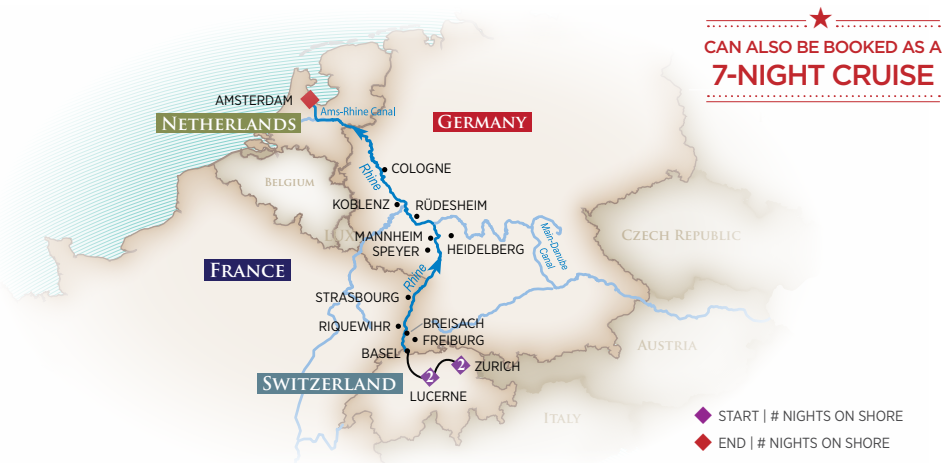 CAN ALSO BE BOOKED AS A
7-NIGHT CRUISE
AMSTERDAM
Ams-Rhine Canal
NETHERLANDS
GERMANY
BELGIUM
COLOGNE
Rhine
KOBLENZ
RÜDESHEIM
LUX
MANNHEIM
SPEYER
HEIDELBERG
Main-Danube
Canal
CZECH REPUBLIC
FRANCE
Rhine
STRASBOURG
RIQUEWIHR
BREISACH
FREIBURG
BASEL
AUSTRIA
SWITZERLAND
2
2
ZURICH
LUCERNE
ITALY
START | # NIGHTS ON SHORE
END | # NIGHTS ON SHORE